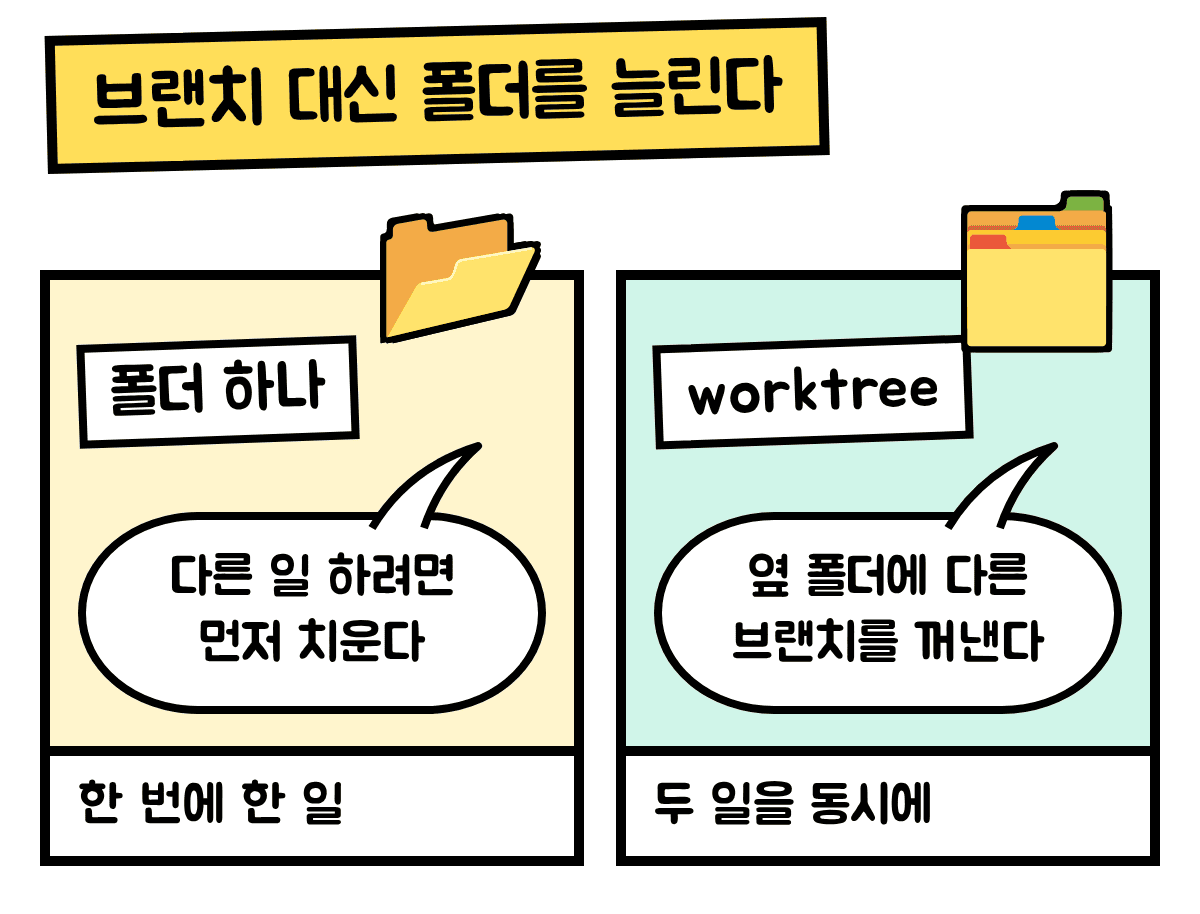 브랜치 대신 폴더를 늘린다
폴더 하나
다른 일 하려면
먼저 치운다
한 번에 한 일
worktree
옆 폴더에 다른
브랜치를 꺼낸다
두 일을 동시에